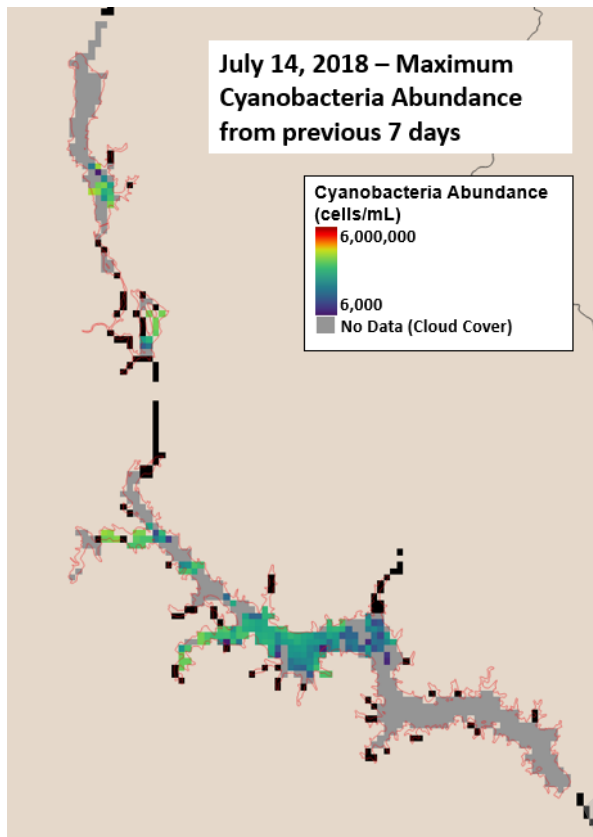 July 14, 2018 – Maximum
Cyanobacteria Abundance
from previous 7 days
Cyanobacteria Abundance
(cells/mL)
6,000,000
6,000
No Data (Cloud Cover)